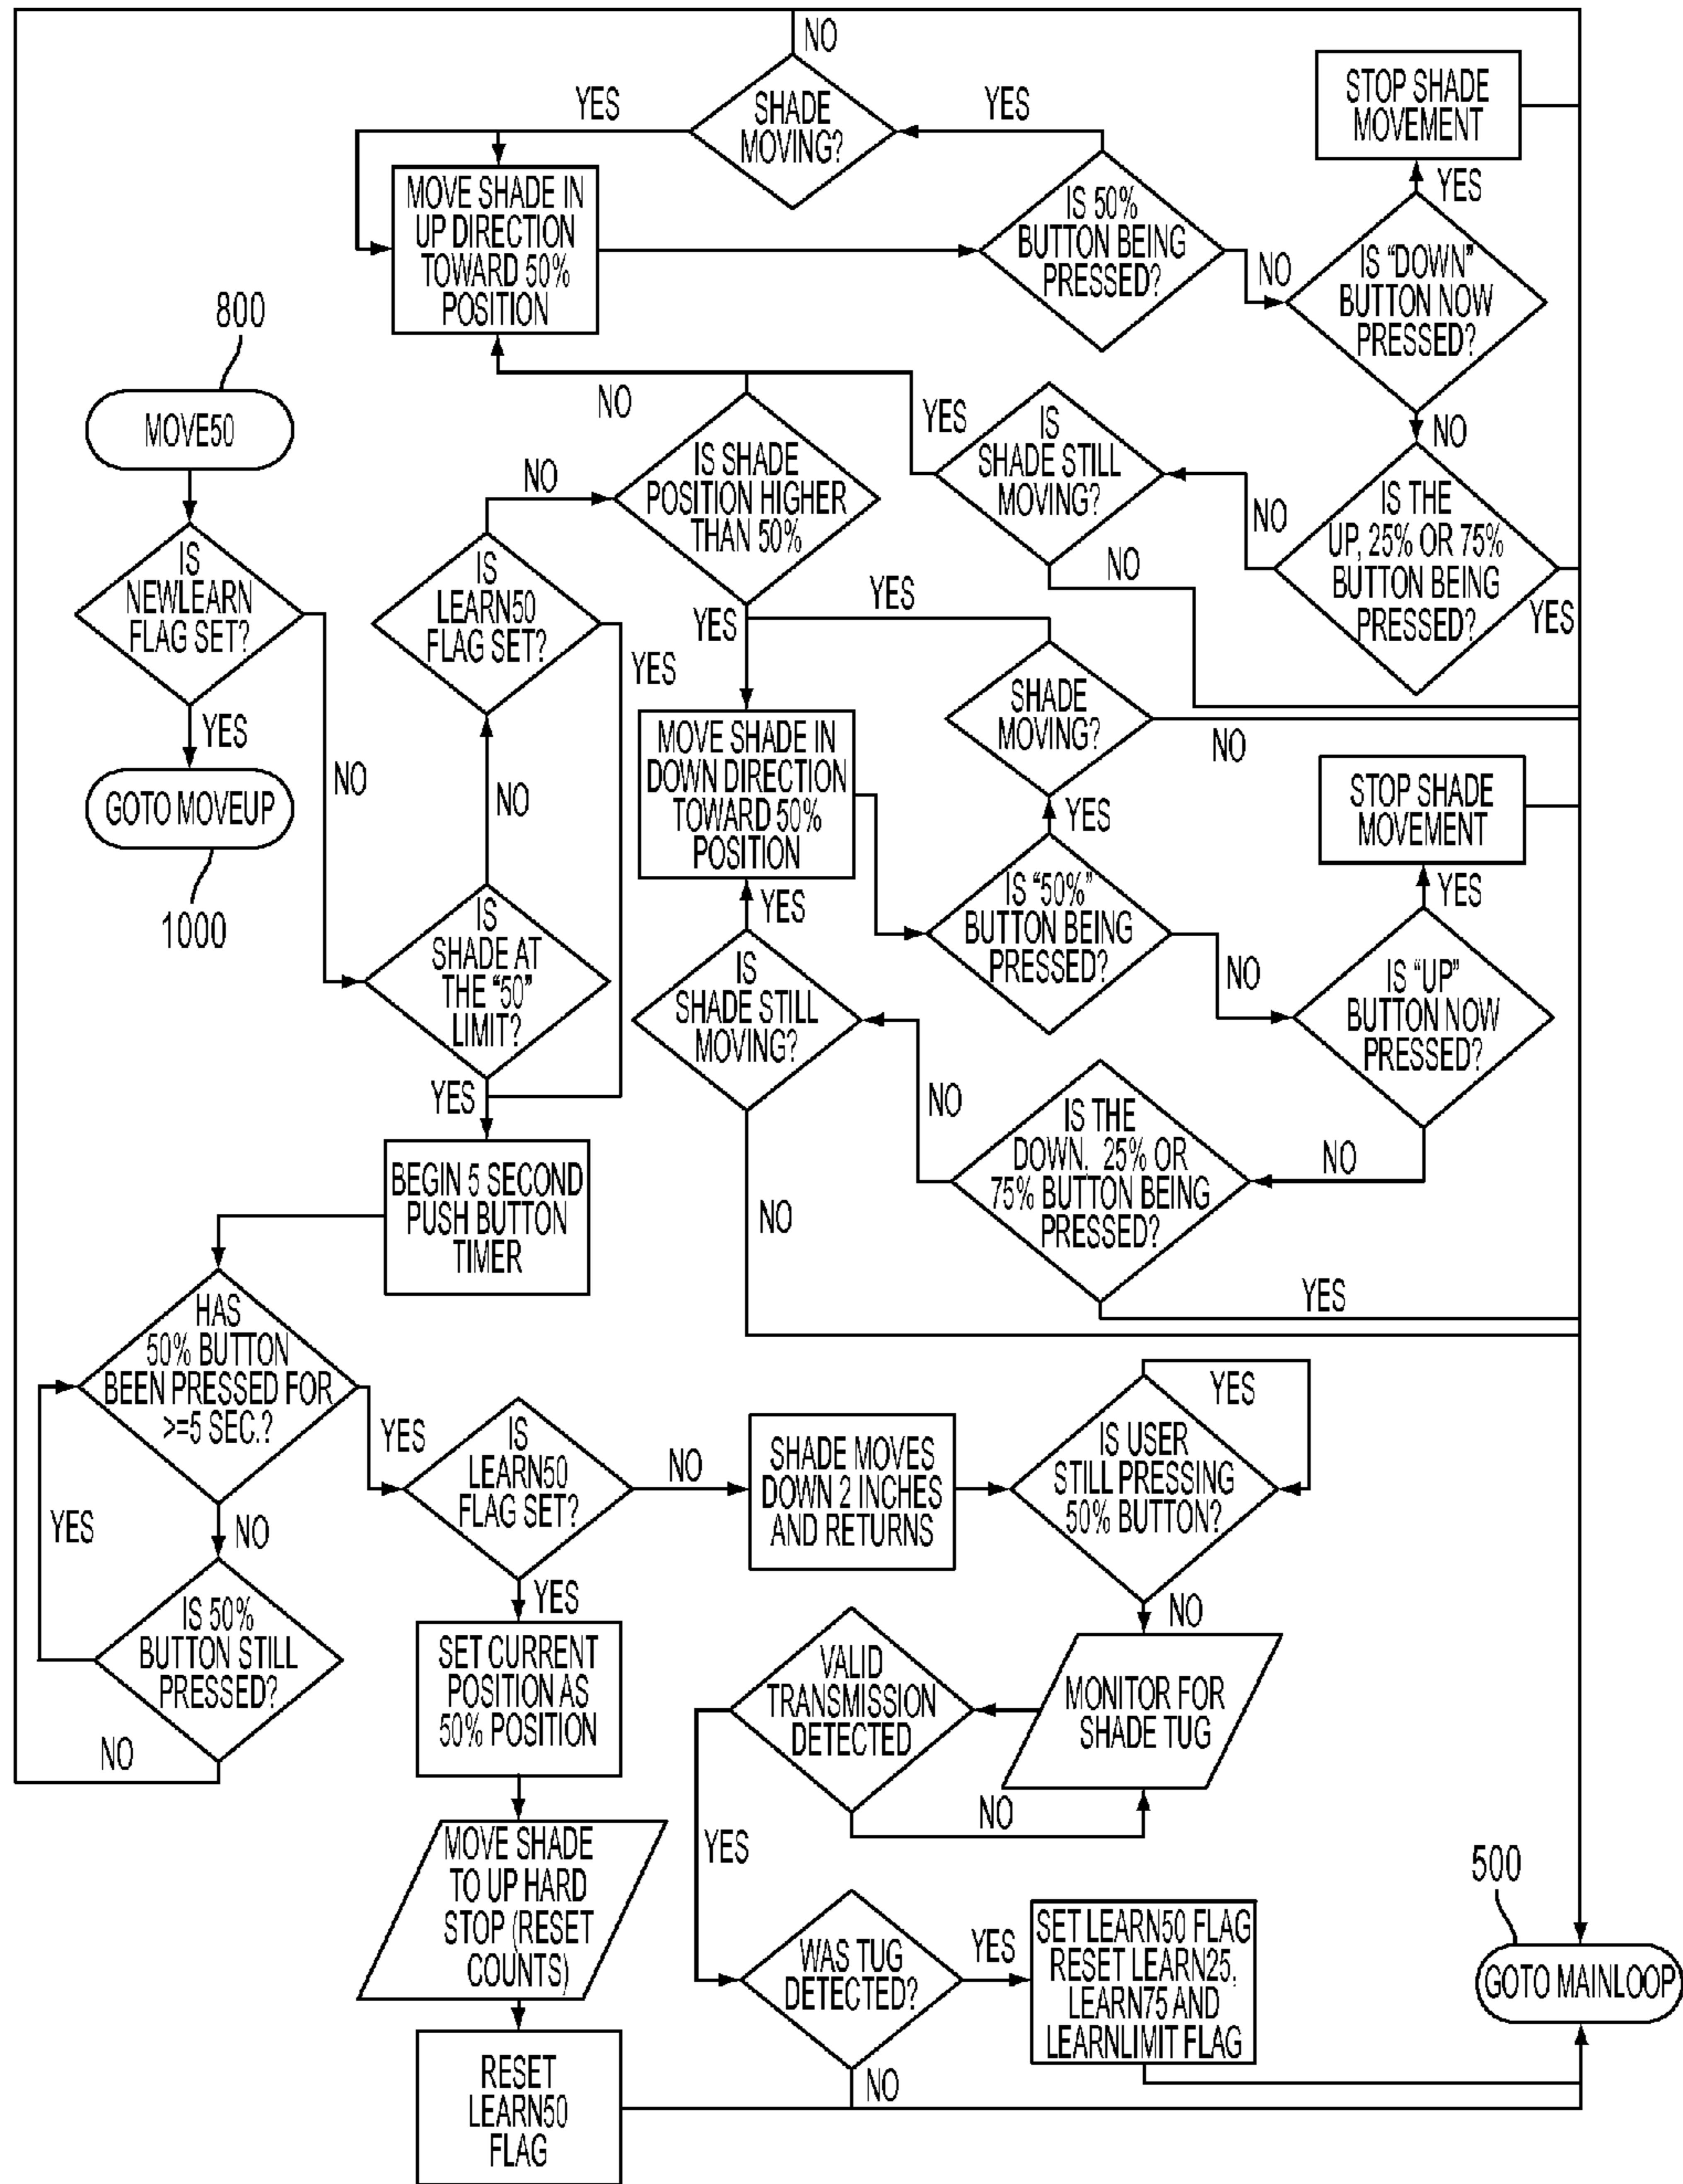 NO
YES
SHADE
MOVING?
YES
STOP SHADE
MOVEMENT
MOVE SHADE IN
UP DIRECTION
TOWARD 50%
POSITION
IS 50%
BUTTON BEING
PRESSED?
NO
YES
IS "DOWN"
BUTTON NOW
PRESSED?
800
MOVE50
NO
NO
IS SHADE
POSITION HIGHER
THAN 50%
YES
IS
SHADE STILL
MOVING?
NO
NO
NO
IS THE
UP, 25% OR 75%
BUTTON BEING
PRESSED?
YES
IS
NEWLEARN
FLAG SET?
YES
NO
IS
LEARN50
FLAG SET?
YES
NO
YES
YES
SHADE
MOVING?
NO
GOTO MOVEUP
1000
MOVE SHADE IN
DOWN DIRECTION
TOWARD 50%
POSITION
YES
STOP SHADE
MOVEMENT
IS
SHADE AT
THE "50"
LIMIT?
YES
YES
IS "50%"
BUTTON BEING
PRESSED?
NO
YES
IS "UP"
BUTTON NOW
PRESSED?
IS
SHADE STILL
MOVING?
NO
NO
IS THE
DOWN, 25% OR
75% BUTTON BEING
PRESSED?
NO
YES
BEGIN 5 SECOND
PUSH BUTTON
TIMER
HAS
50% BUTTON
BEEN PRESSED FOR
>=5 SEC.?
YES
NO
YES
IS 50%
BUTTON STILL
PRESSED?
NO
IS
LEARN50
FLAG SET?
NO
YES
SHADE MOVES
DOWN 2 INCHES
AND RETURNS
IS USER
STILL PRESSING
50% BUTTON?
YES
NO
SET CURRENT
POSITION AS
50% POSITION
VALID
TRANSMISSION
DETECTED
MONITOR FOR
SHADE TUG
NO
YES
MOVE SHADE
TO UP HARD
STOP (RESET
COUNTS)
WAS TUG
DETECTED?
YES
NO
SET LEARN50 FLAG
RESET LEARN25,
LEARN75 AND
LEARNLIMIT FLAG
500
GOTO MAINLOOP
RESET
LEARN50
FLAG